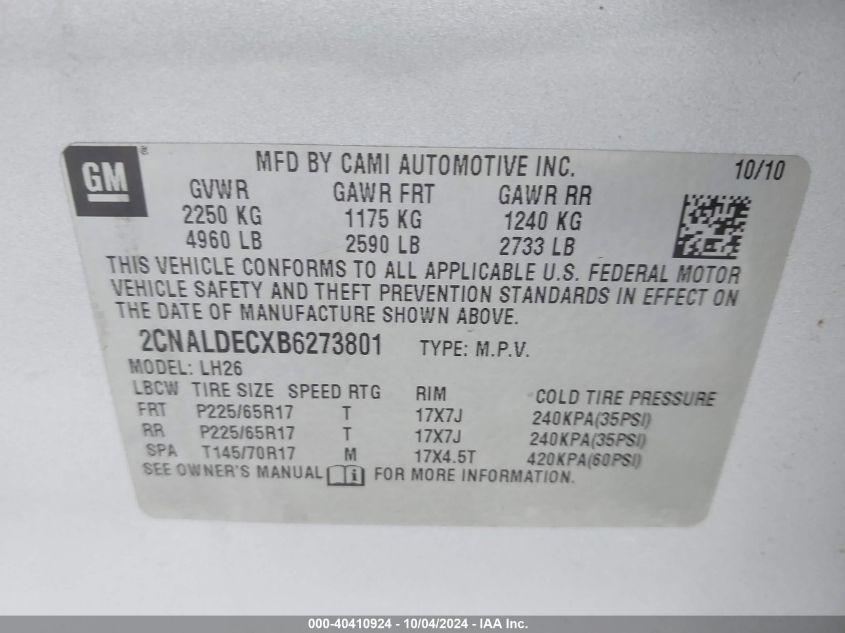 GM®
MFD BY CAMI AUTOMOTIVE INC. 10/10
GVWR GAWR FRT GAWR RR
2250 KG 1175 KG 1240 KG
4960 LB 2590 LB 2733 LB
THIS VEHICLE CONFORMS TO ALL APPLICABLE U.S. FEDERAL MOTOR
VEHICLE SAFETY AND THEFT PREVENTION STANDARDS IN EFFECT ON
THE DATE OF MANUFACTURE SHOWN ABOVE.
2CNALDECXB6273801 TYPE: M.P.V.
MODEL: LH26
LBCW TIRE SIZE SPEED RTG RIM COLD TIRE PRESSURE
FRT P225/65R17 T 17X7J 240KPA(35PSI)
RR P225/65R17 T 17X7J 240KPA(35PSI)
SPA T145/70R17 M 17X4.5T 420KPA(60PSI)
SEE OWNER'S MANUAL i FOR MORE INFORMATION.
000-40410924 - 10/04/2024 - IAA Inc.